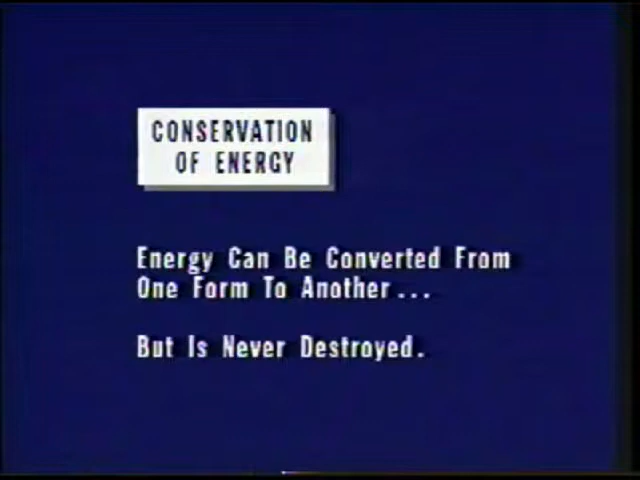 CONSERVATION
OF ENERGY
Energy Can Be Converted From
One Form To Another...
But Is Never Destroyed.